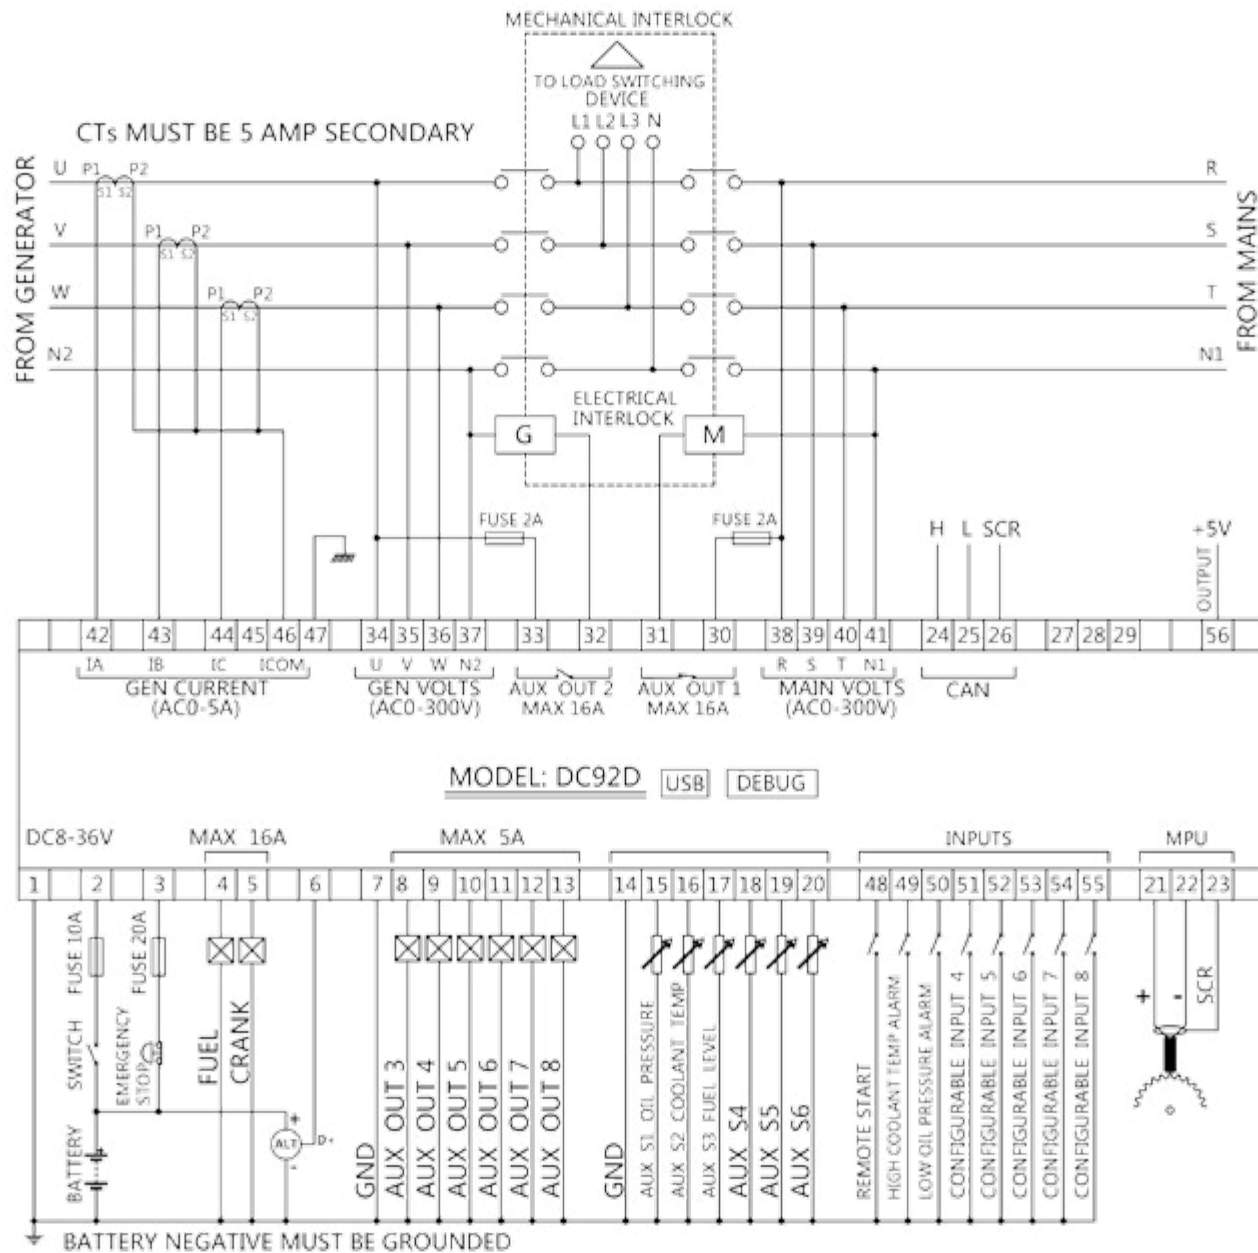 MECHANICAL INTERLOCK
TO LOAD SWITCHING
DEVICE
L1 L2 L3 N
CTs MUST BE 5 AMP SECONDARY
FROM GENERATOR
U P1 P2
S1 S2
V P1 P2
S1 S2
W P1 P2
S1 S2
N2
R
S
T
N1
FROM MAINS
ELECTRICAL
INTERLOCK
G
M
FUSE 2A
FUSE 2A
H L SCR
+5V
OUTPUT
42 43 44 45 46 47 34 35 36 37 33 32 31 30 38 39 40 41 24 25 26 27 28 29 56
IA IB IC ICOM
GEN CURRENT
(AC0-5A)
U V W N2
GEN VOLTS
(AC0-300V)
AUX OUT 2
MAX 16A
AUX OUT 1
MAX 16A
R S T N1
MAIN VOLTS
(AC0-300V)
CAN
MODEL: DC92D
USB
DEBUG
DC8-36V
MAX 16A
MAX 5A
INPUTS
MPU
1 2 3 4 5 6 7 8 9 10 11 12 13 14 15 16 17 18 19 20 48 49 50 51 52 53 54 55 21 22 23
FUSE 10A
SWITCH
BATTERY
FUSE 20A
EMERGENCY
STOP
FUEL
CRANK
+
ALT
-
D+
GND
AUX OUT 3
AUX OUT 4
AUX OUT 5
AUX OUT 6
AUX OUT 7
AUX OUT 8
GND
AUX S1 OIL PRESSURE
AUX S2 COOLANT TEMP
AUX S3 FUEL LEVEL
AUX S4
AUX S5
AUX S6
REMOTE START
HIGH COOLANT TEMP ALARM
LOW OIL PRESSURE ALARM
CONFIGURABLE INPUT 4
CONFIGURABLE INPUT 5
CONFIGURABLE INPUT 6
CONFIGURABLE INPUT 7
CONFIGURABLE INPUT 8
+
-
SCR
BATTERY NEGATIVE MUST BE GROUNDED